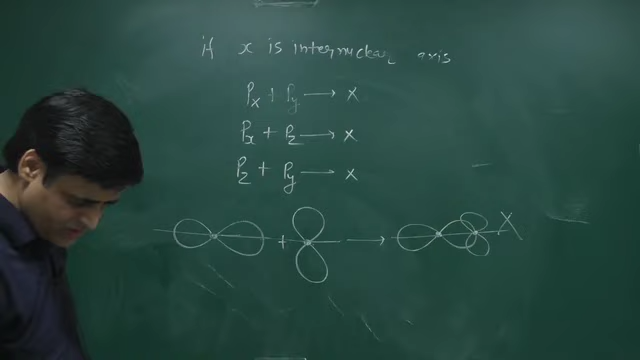 if x is internuclear axis
Px + Py → X
Px + Pz → X
Pz + Py → X
+ → X